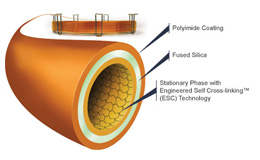 Polyimide Coating
Fused Silica
Stationary Phase with
Engineered Self Cross-linking™
(ESC) Technology